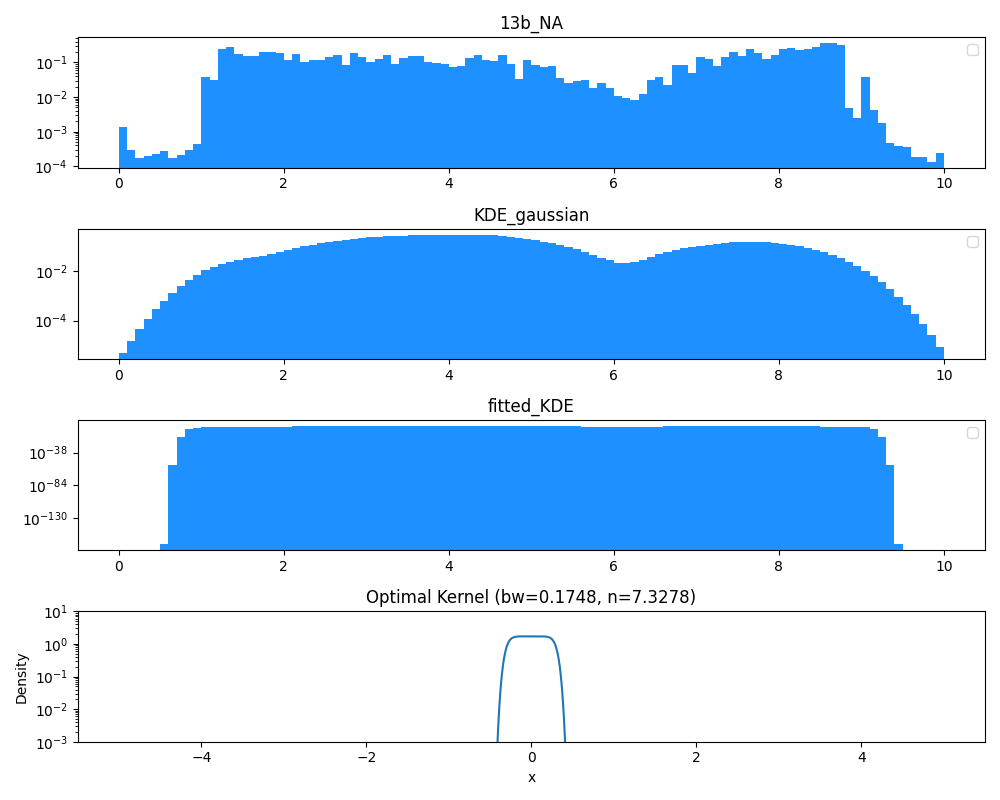 13b_NA
10⁻¹
10⁻²
10⁻³
10⁻⁴
0 2 4 6 8 10
KDE_gaussian
10⁻²
10⁻⁴
0 2 4 6 8 10
fitted_KDE
10⁻³⁸
10⁻⁸⁴
10⁻¹³⁰
0 2 4 6 8 10
Optimal Kernel (bw=0.1748, n=7.3278)
10¹
10⁰
10⁻¹
10⁻²
10⁻³
Density
−4 −2 0 2 4
x